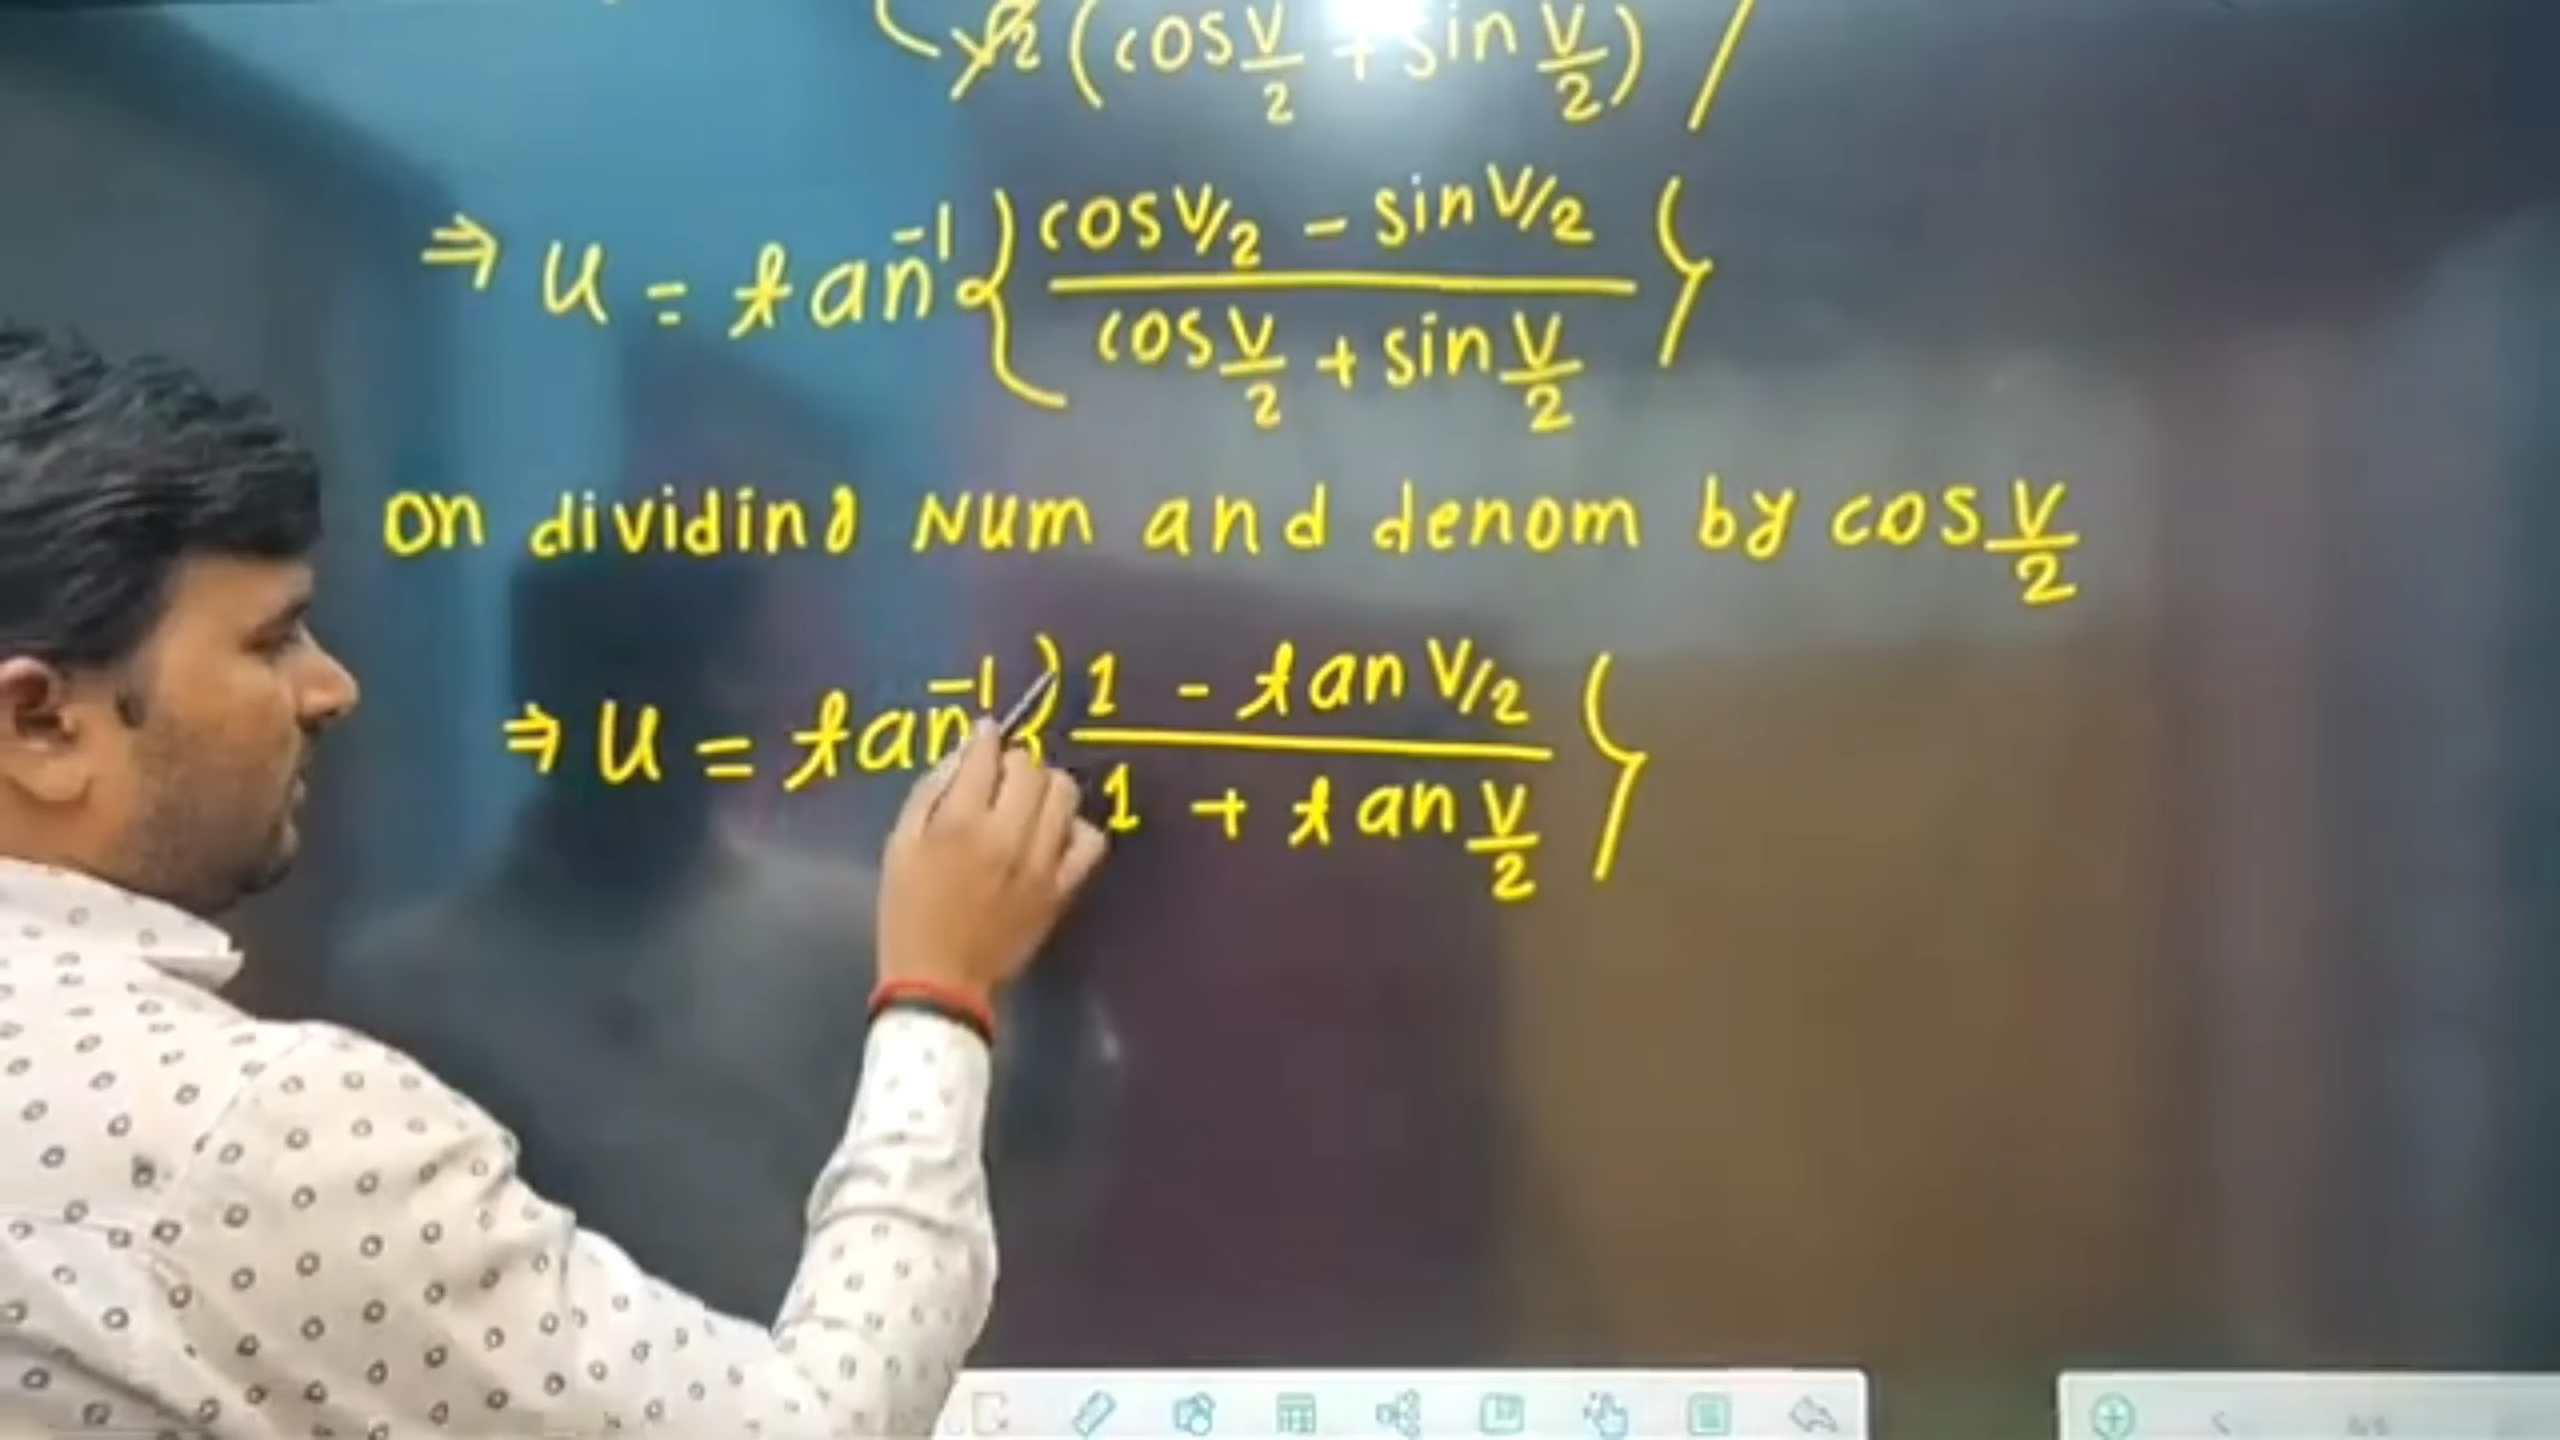 √2 (cos V/2 + sin V/2)
⇒ u = tan⁻¹ { (cos V/2 - sin V/2) / (cos V/2 + sin V/2) }
on dividing Num and denom by cos V/2
⇒ u = tan⁻¹ { (1 - tan V/2) / (1 + tan V/2) }